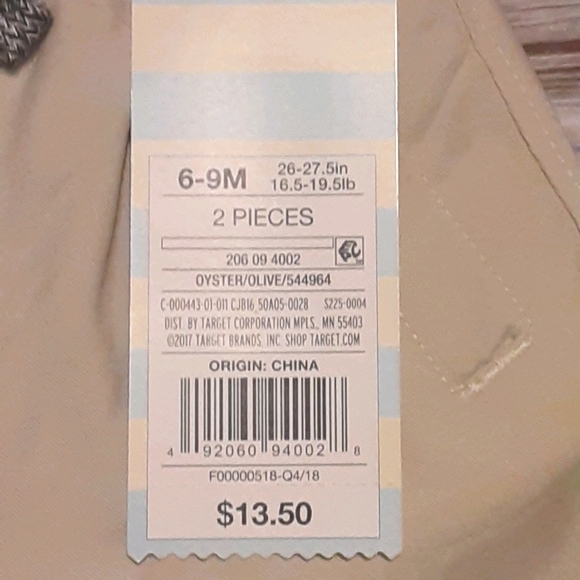 6-9M
26-27.5in
16.5-19.5lb
2 PIECES
206 09 4002
OYSTER/OLIVE/544964
C-000443-01-011 CJB16_50A05-0028 S225-0004
DIST. BY TARGET CORPORATION MPLS., MN 55403
©2017 TARGET BRANDS, INC. SHOP TARGET.COM
ORIGIN: CHINA
4 92060 94002 8
F00000518-Q4/18
$13.50